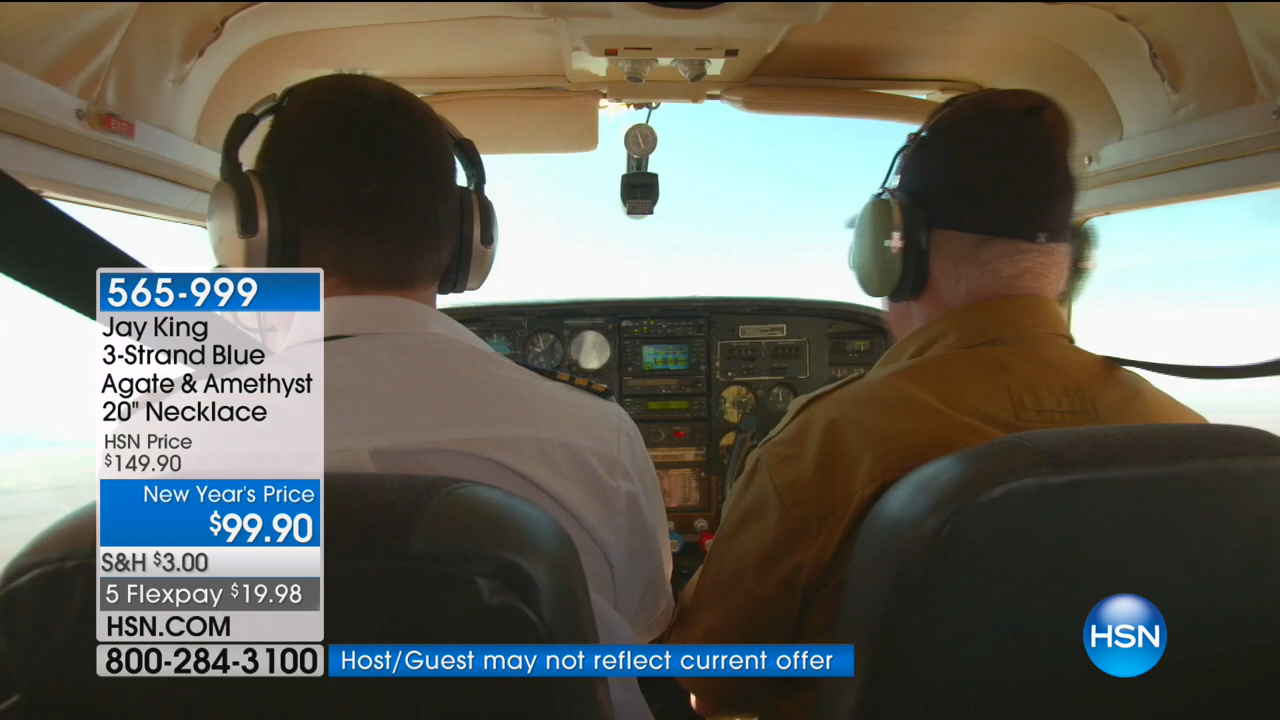 EXIT
565-999
Jay King
3-Strand Blue
Agate & Amethyst
20" Necklace
HSN Price
$149.90
New Year's Price
$99.90
S&H $3.00
5 Flexpay $19.98
HSN.COM
800-284-3100
Host/Guest may not reflect current offer
HSN